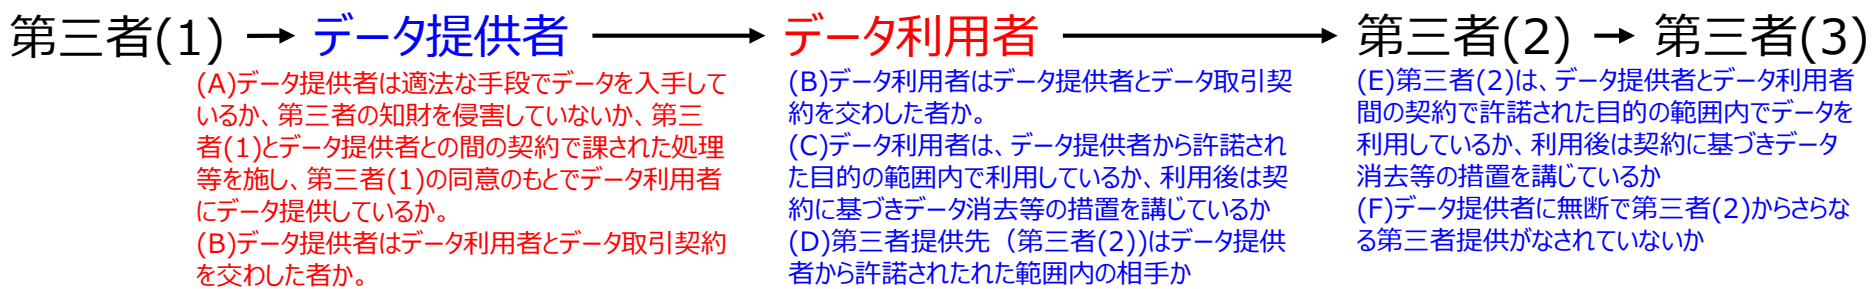 第三者(1) → データ提供者 → データ利用者 → 第三者(2) → 第三者(3)
(A)データ提供者は適法な手段でデータを入手して
いるか、第三者の知財を侵害していないか、第三
者(1)とデータ提供者との間の契約で課された処理
等を施し、第三者(1)の同意のもとでデータ利用者
にデータ提供しているか。
(B)データ提供者はデータ利用者とデータ取引契約
を交わした者か。
(B)データ利用者はデータ提供者とデータ取引契
約を交わした者か。
(C)データ利用者は、データ提供者から許諾され
た目的の範囲内で利用しているか、利用後は契
約に基づきデータ消去等の措置を講じているか
(D)第三者提供先（第三者(2))はデータ提供
者から許諾されたれた範囲内の相手か
(E)第三者(2)は、データ提供者とデータ利用者
間の契約で許諾された目的の範囲内でデータを
利用しているか、利用後は契約に基づきデータ
消去等の措置を講じているか
(F)データ提供者に無断で第三者(2)からさらな
る第三者提供がなされていないか